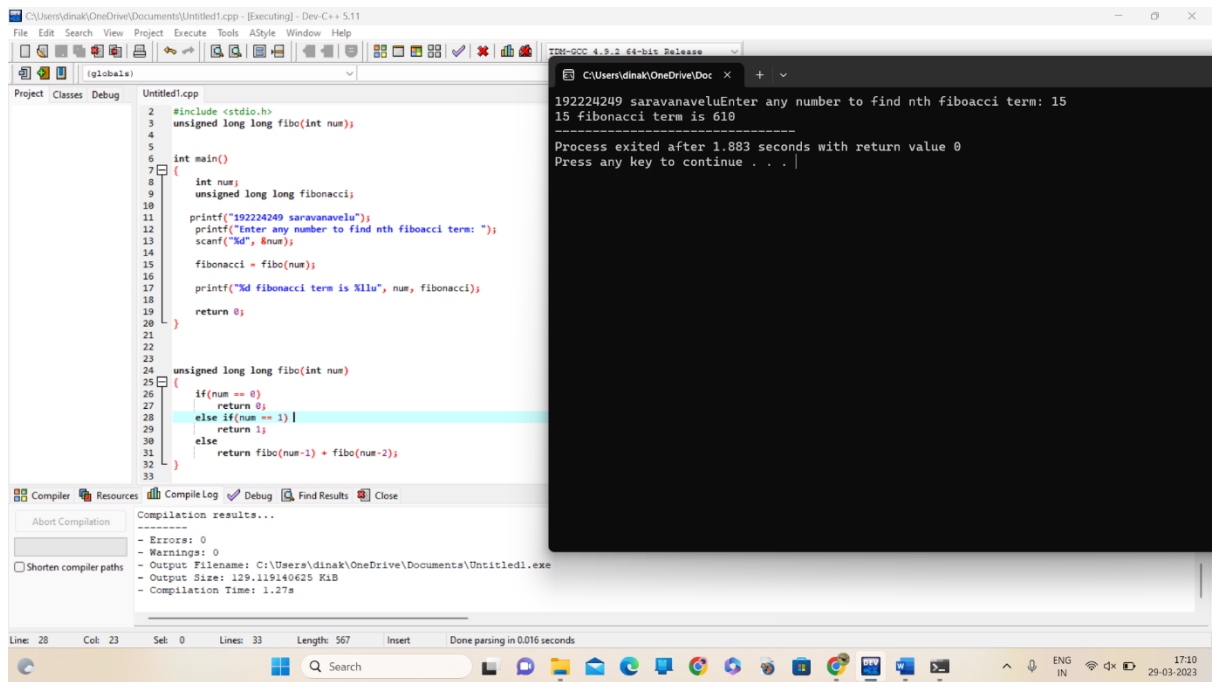 C:\Users\dinak\OneDrive\Documents\Untitled1.cpp - [Executing] - Dev-C++ 5.11
File Edit Search View Project Execute Tools AStyle Window Help
TDM-GCC 4.9.2 64-bit Release
(globals)
Project Classes Debug
Untitled1.cpp
2 #include <stdio.h>
3 unsigned long long fibo(int num);
4
5
6 int main()
7 {
8 int num;
9 unsigned long long fibonacci;
10
11 printf("192224249 saravanavelu");
12 printf("Enter any number to find nth fiboacci term: ");
13 scanf("%d", &num);
14
15 fibonacci = fibo(num);
16
17 printf("%d fibonacci term is %llu", num, fibonacci);
18
19 return 0;
20 }
21
22
23
24 unsigned long long fibo(int num)
25 {
26 if(num == 0)
27 return 0;
28 else if(num == 1)
29 return 1;
30 else
31 return fibo(num-1) + fibo(num-2);
32 }
33
C:\Users\dinak\OneDrive\Doc × + ∨
192224249 saravanaveluEnter any number to find nth fiboacci term: 15
15 fibonacci term is 610
--------------------------------
Process exited after 1.883 seconds with return value 0
Press any key to continue . . .
Compiler Resources Compile Log Debug Find Results Close
Abort Compilation
Shorten compiler paths
Compilation results...
--------
- Errors: 0
- Warnings: 0
- Output Filename: C:\Users\dinak\OneDrive\Documents\Untitled1.exe
- Output Size: 129.119140625 KiB
- Compilation Time: 1.27s
Line: 28 Col: 23 Sel: 0 Lines: 33 Length: 567 Insert Done parsing in 0.016 seconds
Search
DEV
ENG
IN
17:10
29-03-2023